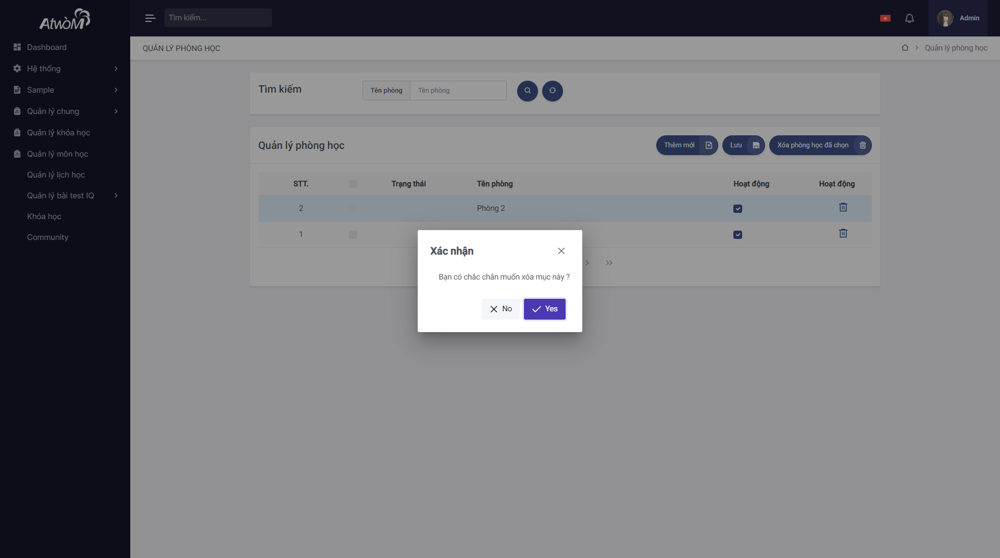 AtwòM
Tìm kiếm...
Admin
Dashboard
Hệ thống
Sample
Quản lý chung
Quản lý khóa học
Quản lý môn học
Quản lý lịch học
Quản lý bài test IQ
Khóa học
Community
QUẢN LÝ PHÒNG HỌC
Quản lý phòng học
Tìm kiếm
Tên phòng
Tên phòng
Quản lý phòng học
Thêm mới
Lưu
Xóa phòng học đã chọn
STT. Trạng thái Tên phòng Hoạt động Hoạt động
2 Phòng 2
1
Xác nhận
Bạn có chắc chắn muốn xóa mục này ?
No
Yes